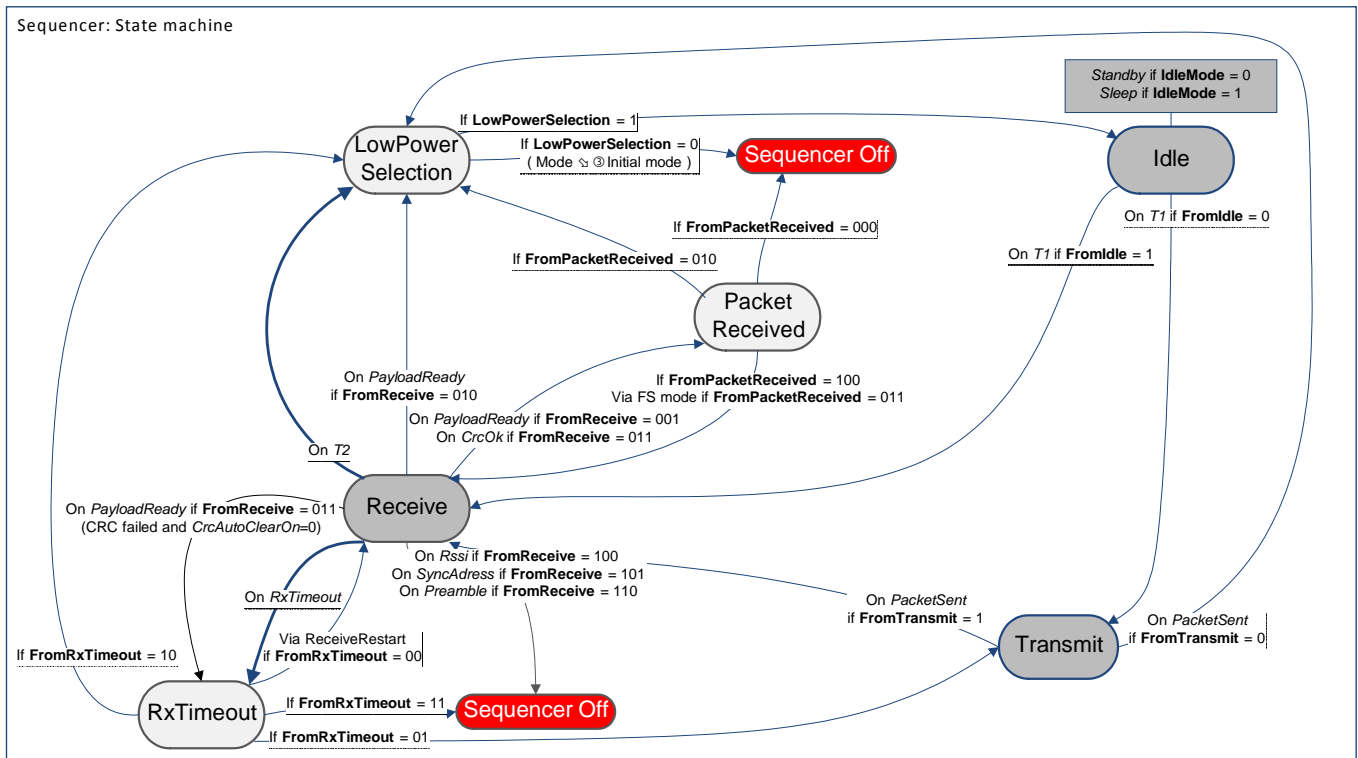 Sequencer: State machine
Standby if IdleMode = 0
Sleep if IdleMode = 1
If LowPowerSelection = 1
LowPower
Selection
If LowPowerSelection = 0
( Mode ⇘ ③ Initial mode )
Sequencer Off
Idle
On T1 if FromIdle = 0
If FromPacketReceived = 000
On T1 if FromIdle = 1
If FromPacketReceived = 010
Packet
Received
On PayloadReady
if FromReceive = 010
If FromPacketReceived = 100
Via FS mode if FromPacketReceived = 011
On PayloadReady if FromReceive = 001
On CrcOk if FromReceive = 011
On T2
Receive
On PayloadReady if FromReceive = 011
(CRC failed and CrcAutoClearOn=0)
On Rssi if FromReceive = 100
On SyncAdress if FromReceive = 101
On Preamble if FromReceive = 110
On RxTimeout
On PacketSent
if FromTransmit = 1
On PacketSent
if FromTransmit = 0
Transmit
Via ReceiveRestart
if FromRxTimeout = 00
If FromRxTimeout = 10
RxTimeout
If FromRxTimeout = 11
Sequencer Off
If FromRxTimeout = 01